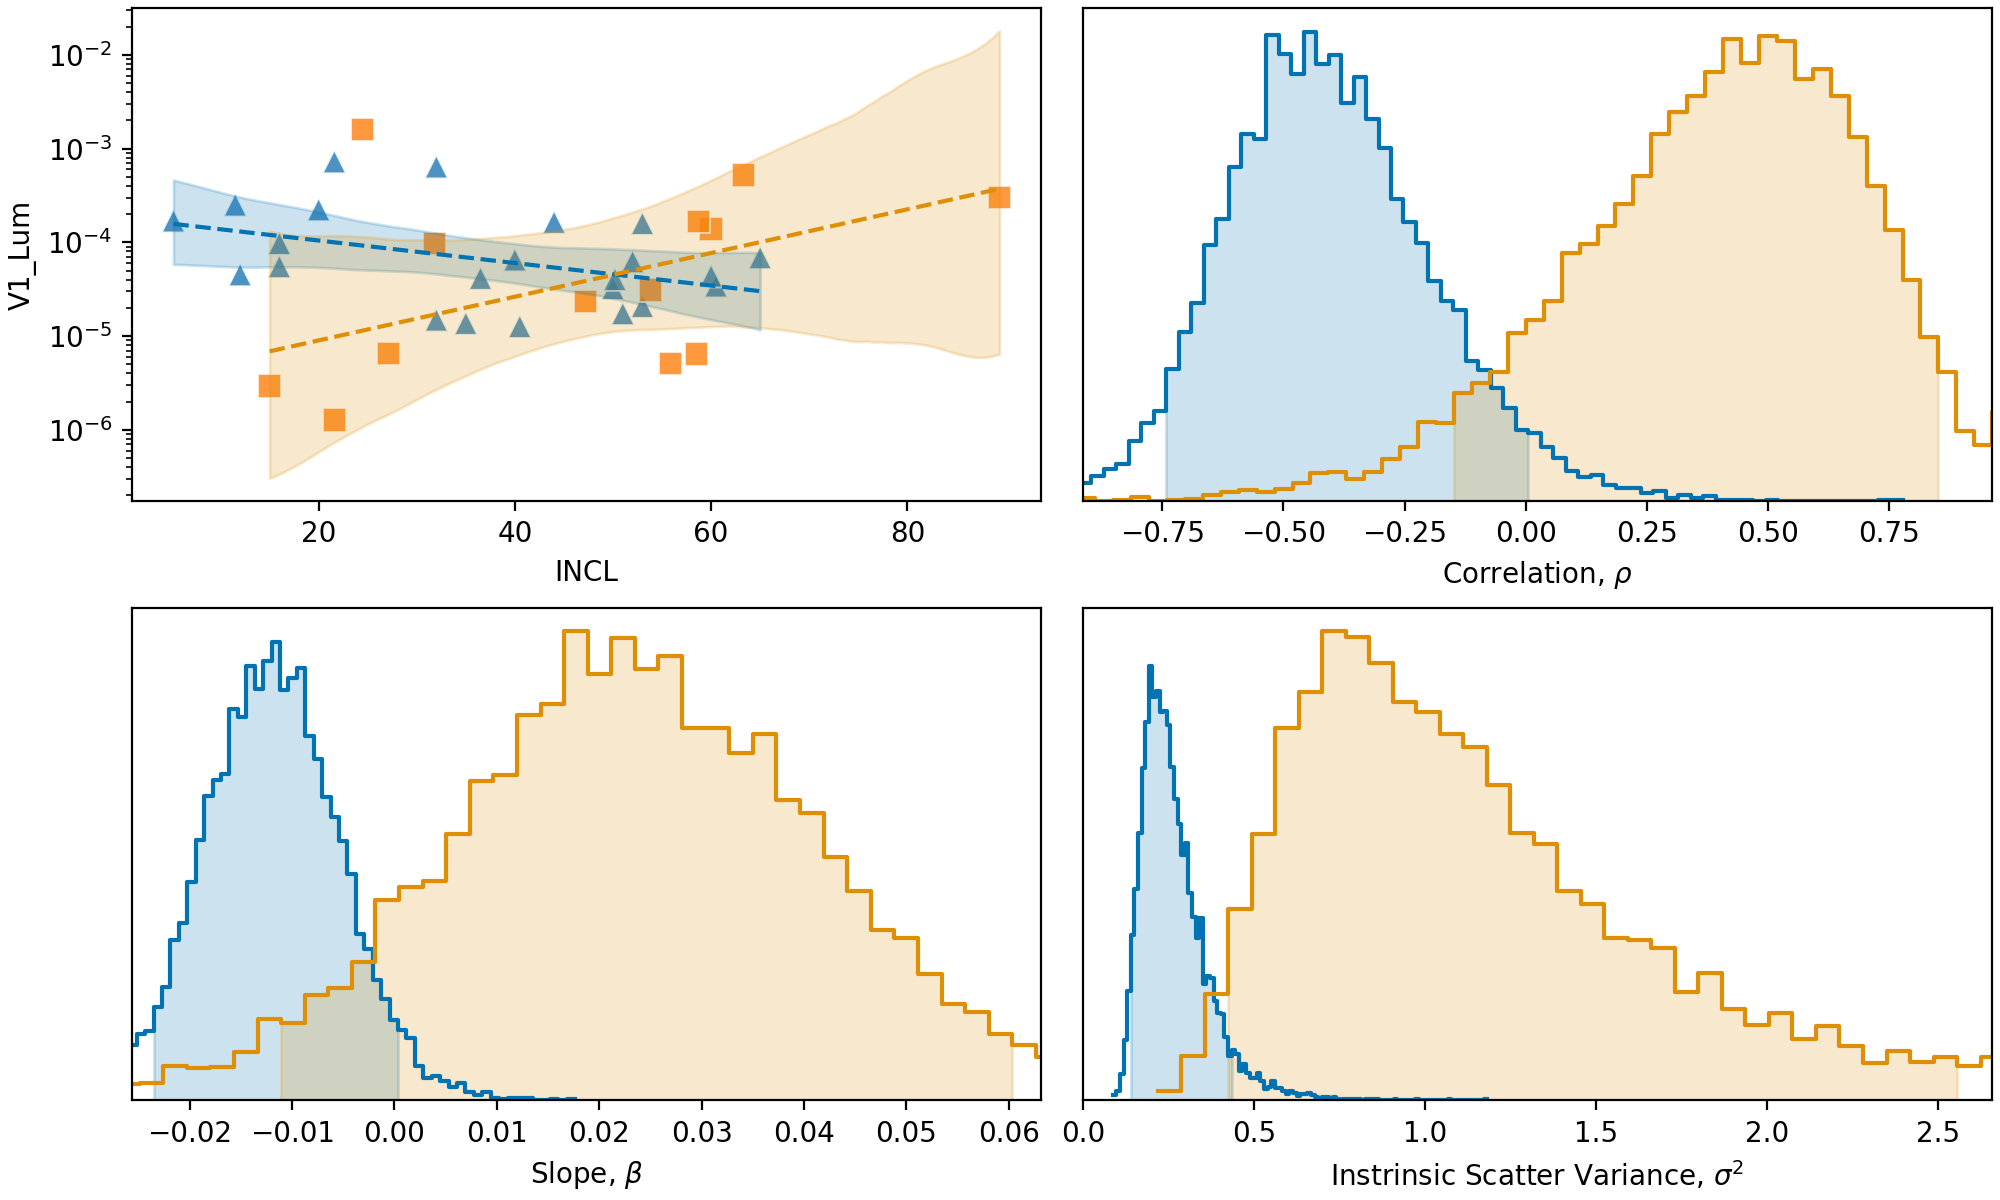 10⁻²
10⁻³
10⁻⁴
10⁻⁵
10⁻⁶
V1_Lum
20 40 60 80
INCL
−0.75 −0.50 −0.25 0.00 0.25 0.50 0.75
Correlation, ρ
−0.02 −0.01 0.00 0.01 0.02 0.03 0.04 0.05 0.06
Slope, β
0.0 0.5 1.0 1.5 2.0 2.5
Instrinsic Scatter Variance, σ²